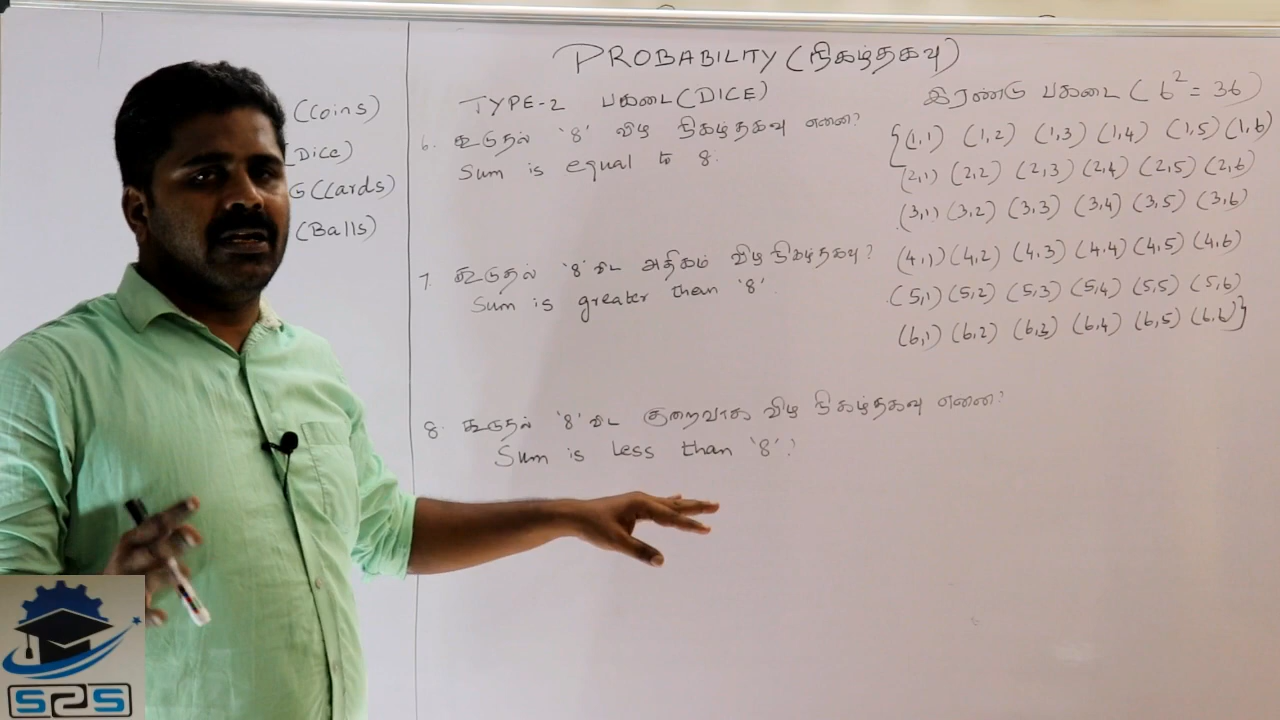 PROBABILITY (நிகழ்தகவு)
(Coins)
(Dice)
G (Cards)
(Balls)
TYPE-2 பகடை (DICE)
6. கூடுதல் '8' விழ நிகழ்தகவு என்ன?
Sum is equal to 8.
7. கூடுதல் '8' விட அதிகம் விழ நிகழ்தகவு?
Sum is greater than '8'.
8. கூடுதல் '8' விட குறைவாக விழ நிகழ்தகவு என்ன?
Sum is less than '8'?
இரண்டு பகடை (6² = 36)
{(1,1) (1,2) (1,3) (1,4) (1,5) (1,6)
(2,1) (2,2) (2,3) (2,4) (2,5) (2,6)
(3,1) (3,2) (3,3) (3,4) (3,5) (3,6)
(4,1) (4,2) (4,3) (4,4) (4,5) (4,6)
(5,1) (5,2) (5,3) (5,4) (5,5) (5,6)
(6,1) (6,2) (6,3) (6,4) (6,5) (6,6)}
S2S